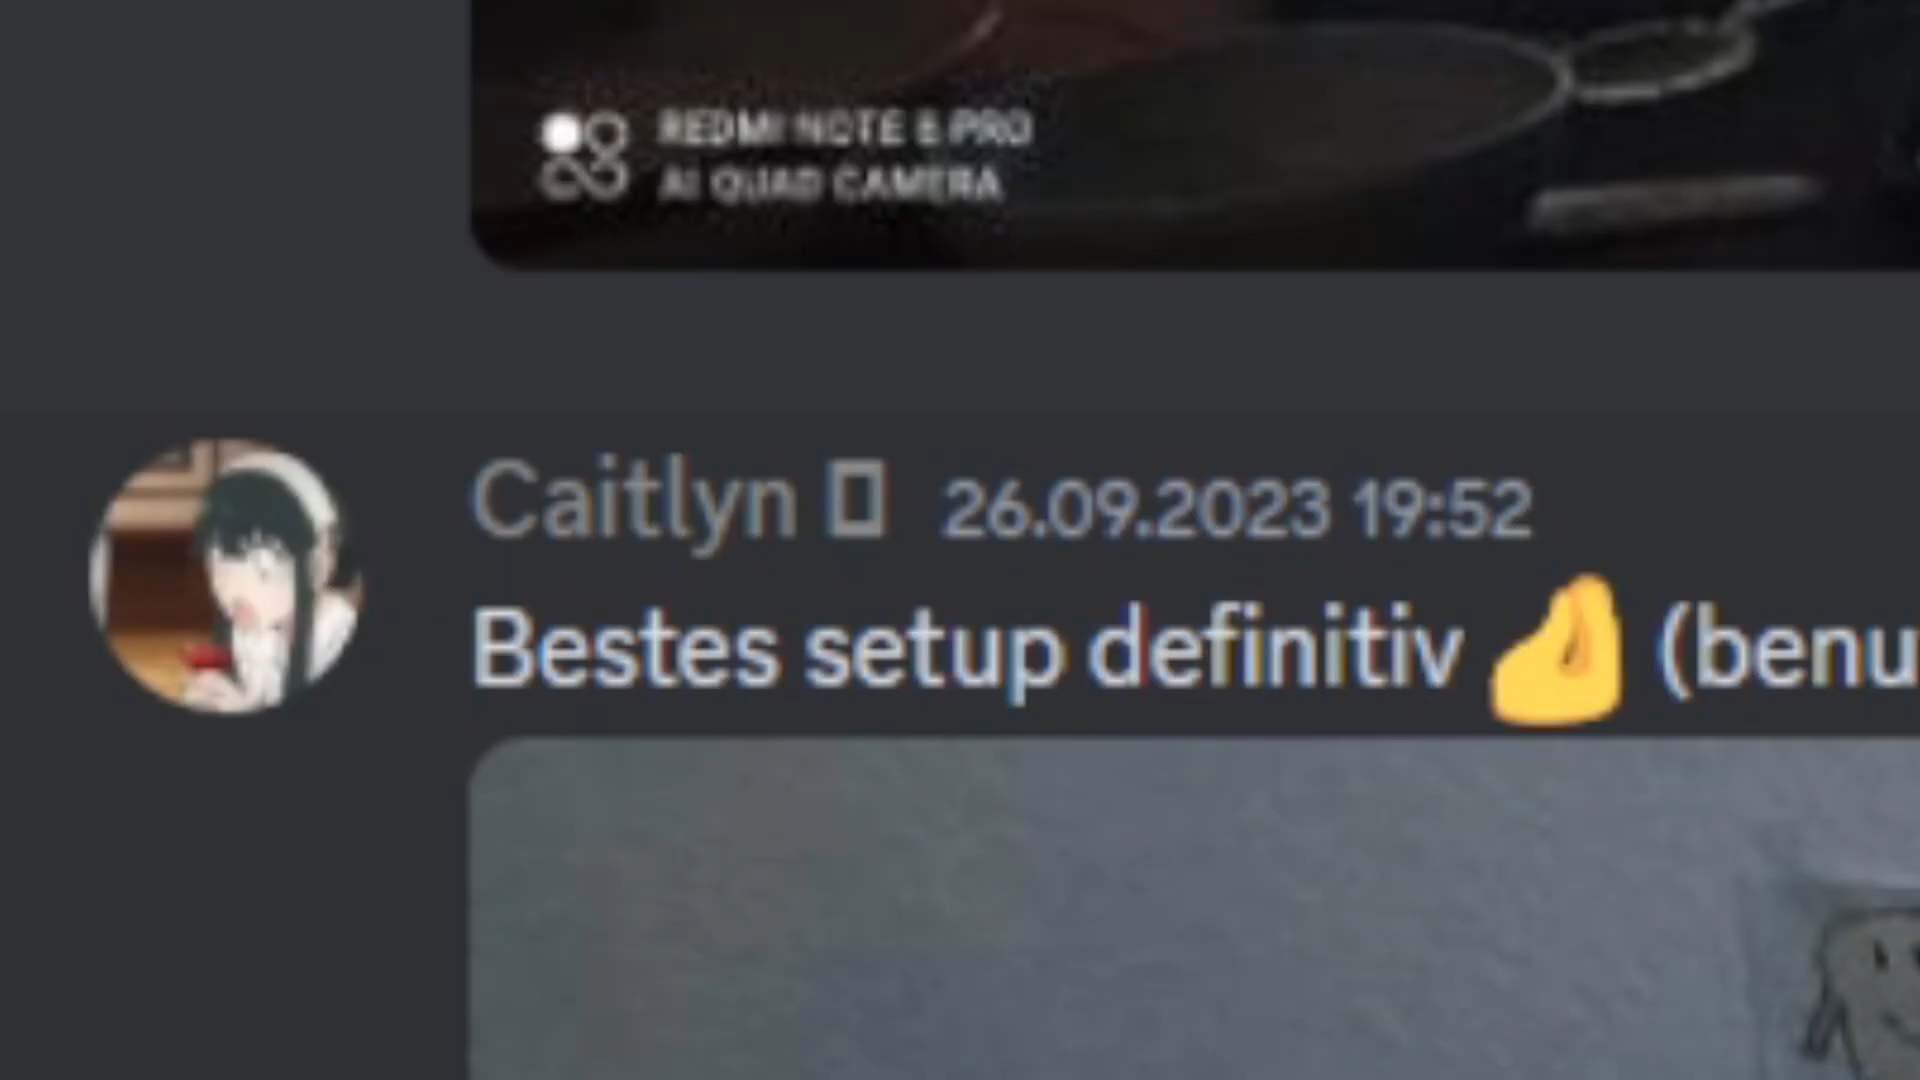 REDMI NOTE 8 PRO
AI QUAD CAMERA
Caitlyn 26.09.2023 19:52
Bestes setup definitiv 🤌 (benu